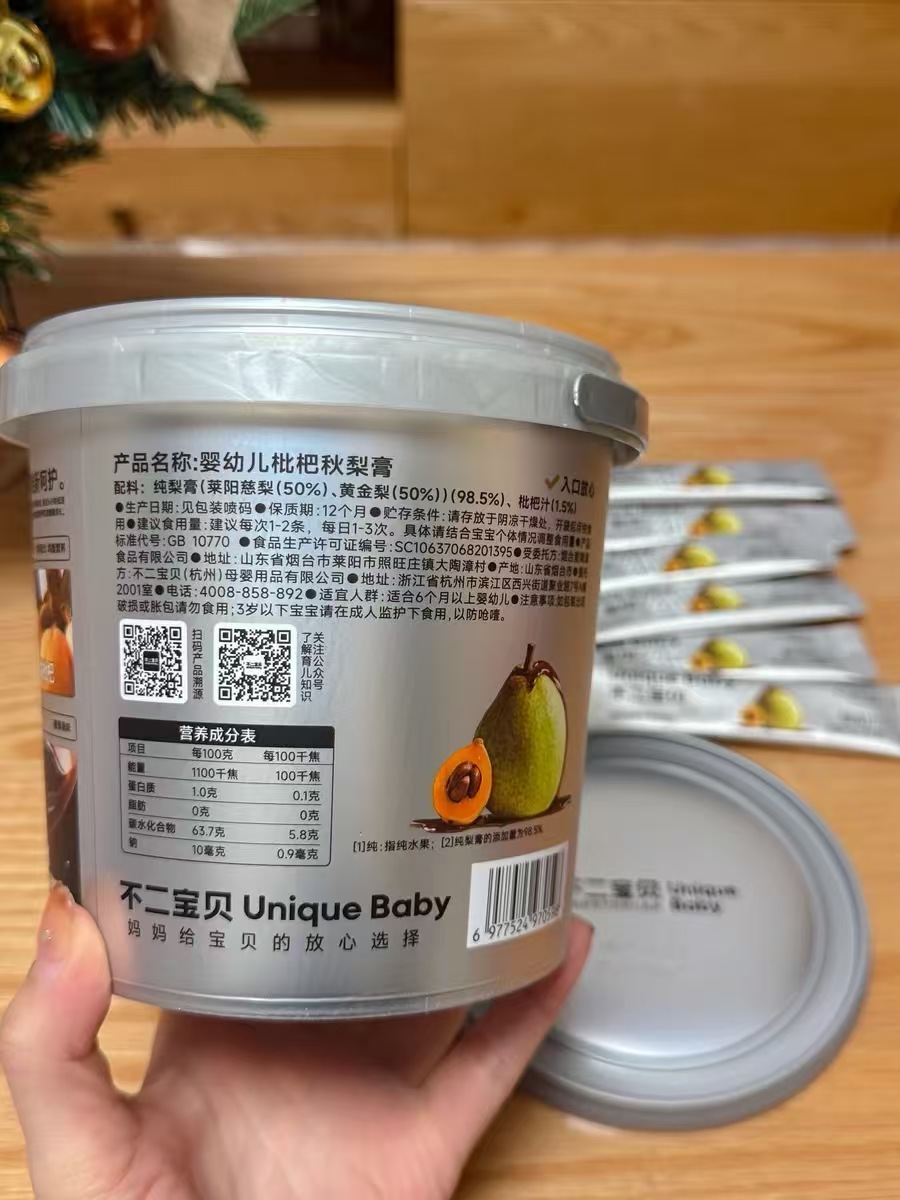 产品名称:婴幼儿枇杷秋梨膏
配料:纯梨膏(莱阳慈梨(50%)、黄金梨(50%))(98.5%)、枇杷汁(1.5%)
入口放心
●生产日期:见包装喷码●保质期:12个月●贮存条件:请存放于阴凉干燥处,开袋后尽快食
用●建议食用量:建议每次1-2条,每日1-3次。具体请结合宝宝个体情况调整食用量●产品
标准代号:GB 10770 ●食品生产许可证编号:SC10637068201395●受委托方:烟台
食品有限公司●地址:山东省烟台市莱阳市照旺庄镇大陶漳村●产地:山东省烟台市
方:不二宝贝(杭州)母婴用品有限公司●地址:浙江省杭州市滨江区西兴街道聚业路
2001室●电话:4008-858-892●适宜人群:适合6个月以上婴幼儿●注意事项:如包装出现
破损或胀包请勿食用;3岁以下宝宝请在成人监护下食用,以防呛噎。
扫码产品溯源
关注公众号
了解育儿知识
营养成分表
项目 每100克 每100千焦
能量 1100千焦 100千焦
蛋白质 1.0克 0.1克
脂肪 0克 0克
碳水化合物 63.7克 5.8克
钠 10毫克 0.9毫克
[1]纯:指纯水果;[2]纯梨膏的添加量为98.5%
不二宝贝 Unique Baby
妈妈给宝贝的放心选择
6 977524 970598
不二宝贝 Unique
Baby